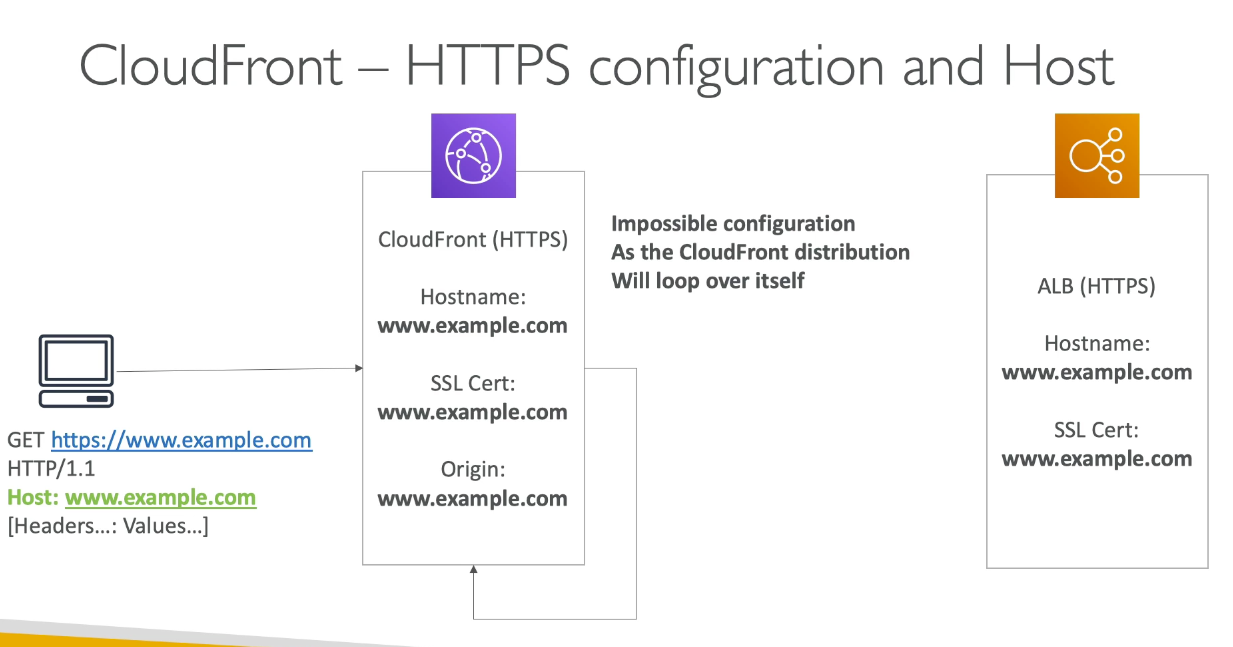 CloudFront – HTTPS configuration and Host
CloudFront (HTTPS)
Hostname:
www.example.com
SSL Cert:
www.example.com
Origin:
www.example.com
Impossible configuration
As the CloudFront distribution
Will loop over itself
ALB (HTTPS)
Hostname:
www.example.com
SSL Cert:
www.example.com
GET https://www.example.com
HTTP/1.1
Host: www.example.com
[Headers...: Values...]